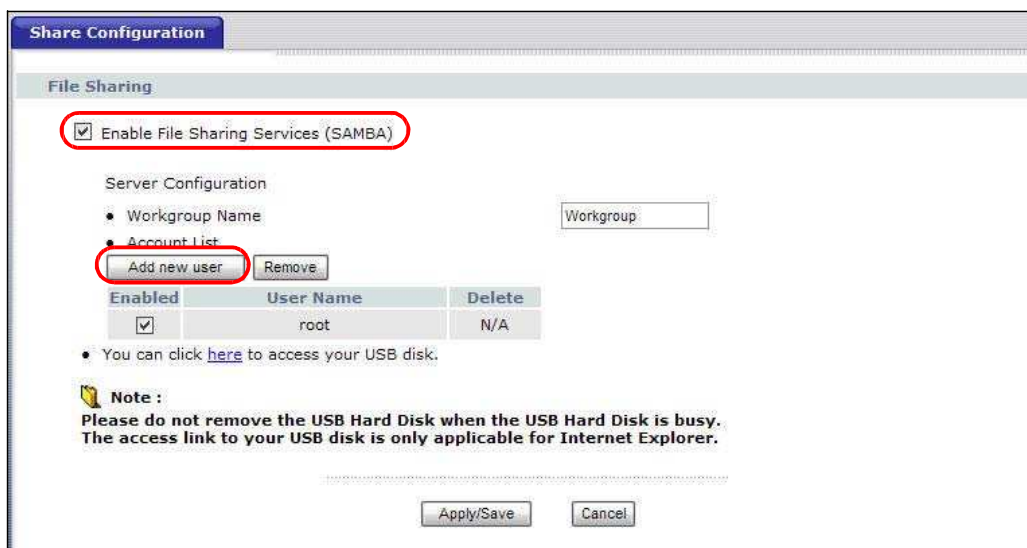 Share Configuration
File Sharing
Enable File Sharing Services (SAMBA)
Server Configuration
• Workgroup Name Workgroup
• Account List
Add new user Remove
Enabled User Name Delete
root N/A
• You can click here to access your USB disk.
Note :
Please do not remove the USB Hard Disk when the USB Hard Disk is busy.
The access link to your USB disk is only applicable for Internet Explorer.
Apply/Save Cancel